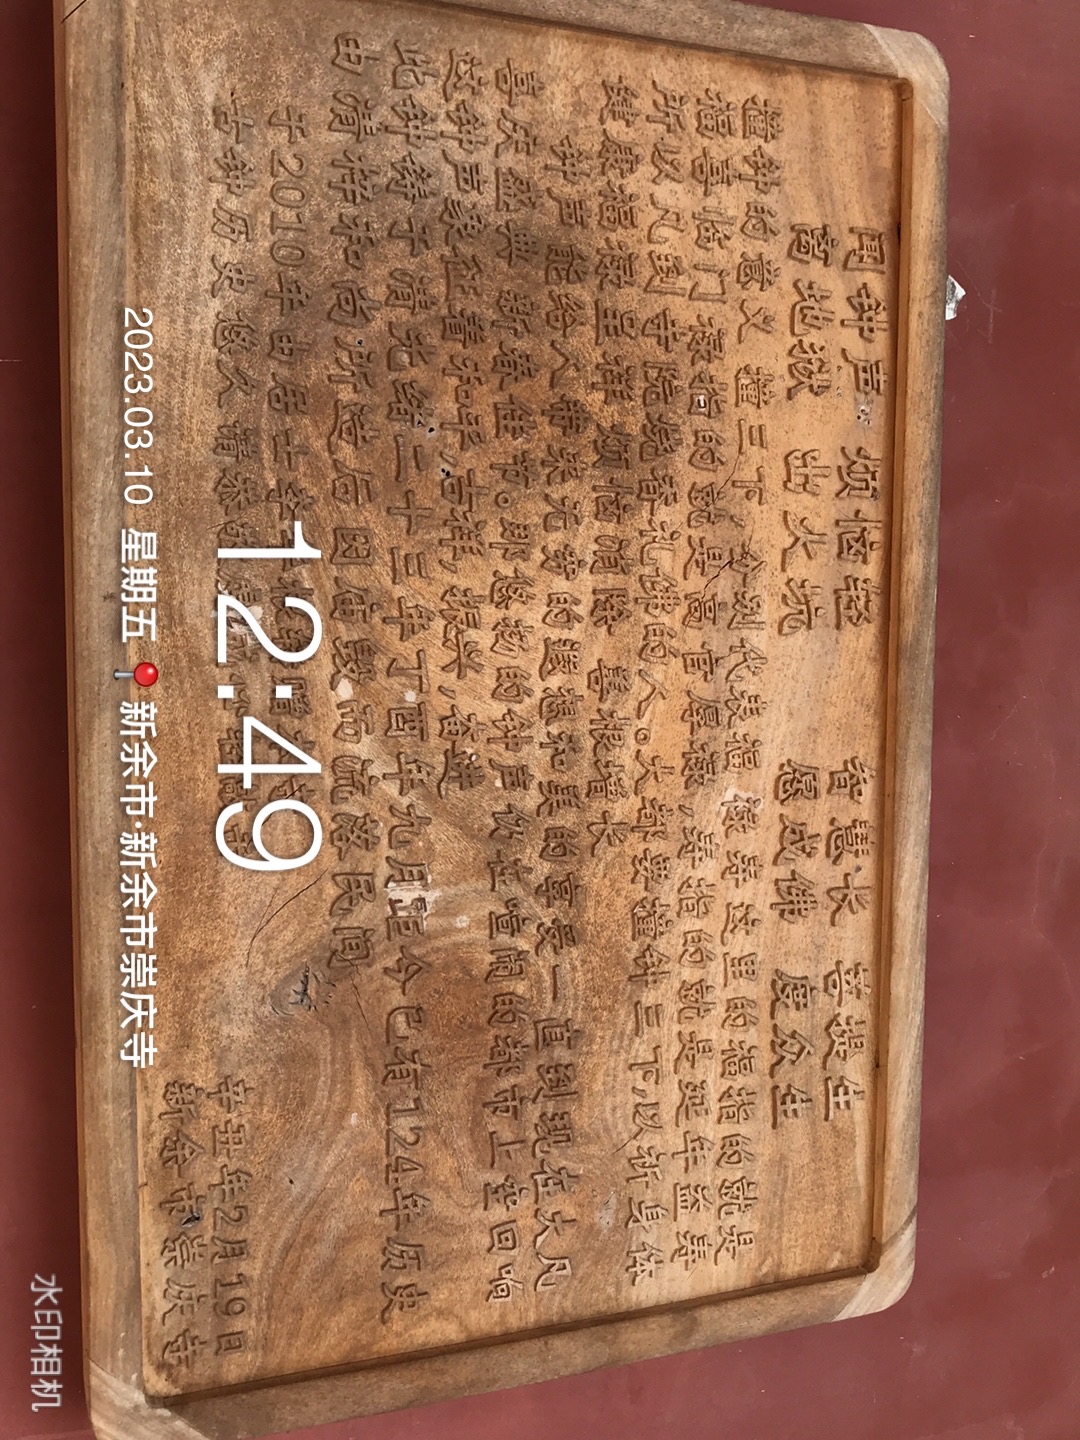 闻钟声 烦恼轻 智慧长 菩提生
离地狱 出火坑 愿成佛 度众生
撞钟的意义 撞三下,分别代表福 禄 寿这里的福指的就是
福喜临门禄指的就是高官厚禄,寿指的就是延年益寿
所以凡到寺院烧香礼佛的人。大都要撞钟三下,以祈身体
健康福禄呈祥 烦恼消除 善根增长
钟声能给人带来无穷的遐想和美的享受一直到现在大凡
喜庆盛典 新春佳节。那悠扬的钟声仍在喧闹的都市上空回响
这钟声象征着和平,吉祥,振兴,奋进
此钟铸于清光绪二十三年丁酉年九月距今已有124年历史
由清梓和尚所造后因庙毁而流落民间
于2010年由居士李 赠
古钟历史悠久请恭敬
辛丑年2月19日
新余市崇庆寺
12:49
2023.03.10 星期五 新余市·新余市崇庆寺
水印相机